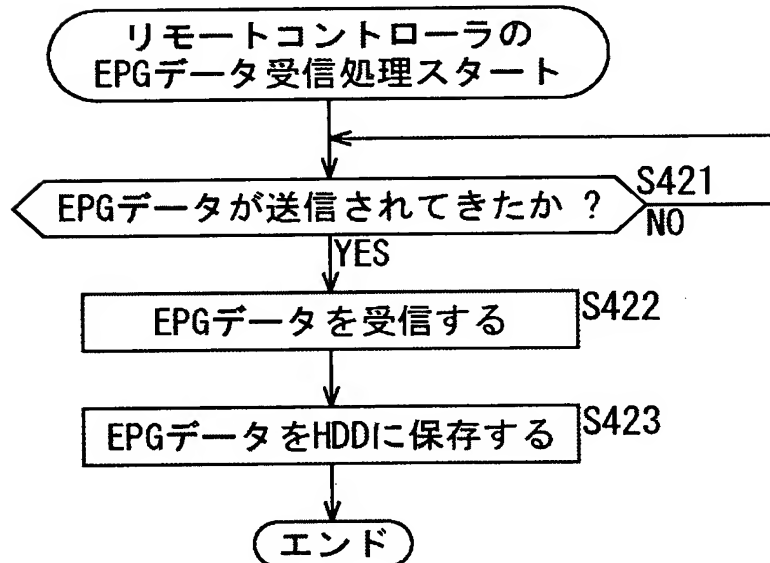 リモートコントローラの
EPGデータ受信処理スタート
EPGデータが送信されてきたか ?
S421
NO
YES
EPGデータを受信する
S422
EPGデータをHDDに保存する
S423
エンド